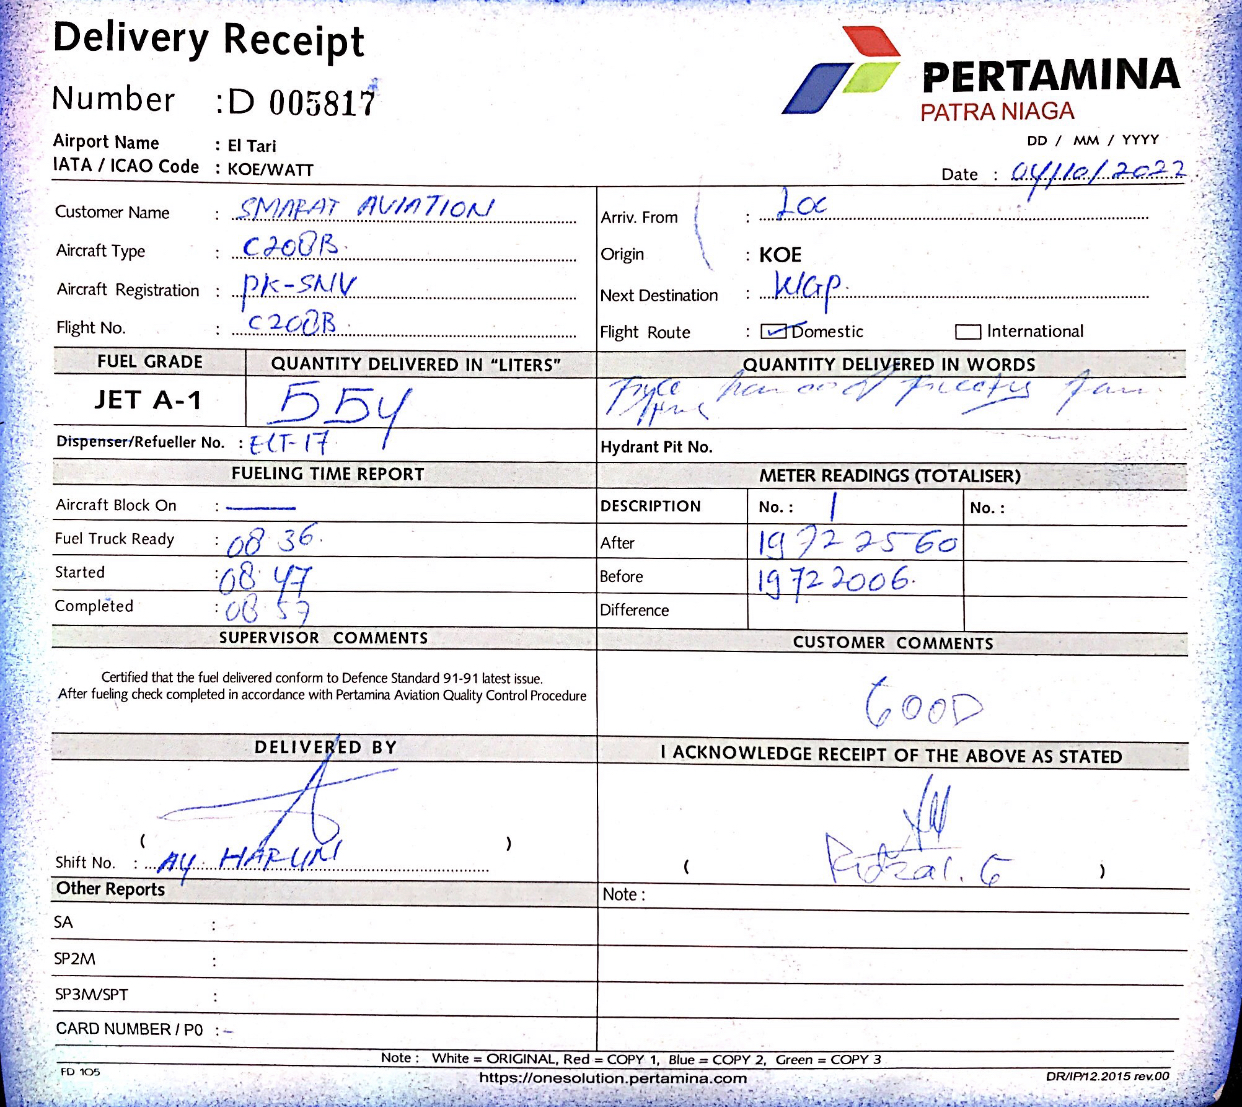 Delivery Receipt
Number : D 005817
PERTAMINA
PATRA NIAGA
Airport Name : El Tari
IATA / ICAO Code : KOE/WATT
DD / MM / YYYY
Date : 04/10/2022
Customer Name : SMARAT AVIATION
Aircraft Type : C208B
Aircraft Registration : PK-SNV
Flight No. : C208B
Arriv. From : Loc
Origin : KOE
Next Destination : WGP
Flight Route : Domestic International
FUEL GRADE QUANTITY DELIVERED IN "LITERS" QUANTITY DELIVERED IN WORDS
JET A-1 554
Dispenser/Refueller No. : ELT-17 Hydrant Pit No.
FUELING TIME REPORT METER READINGS (TOTALISER)
Aircraft Block On : DESCRIPTION No. : 1 No. :
Fuel Truck Ready : 08 36 After 19722560
Started : 08 47 Before 19722006
Completed : 08 57 Difference
SUPERVISOR COMMENTS CUSTOMER COMMENTS
Certified that the fuel delivered conform to Defence Standard 91-91 latest issue.
After fueling check completed in accordance with Pertamina Aviation Quality Control Procedure
GOOD
DELIVERED BY I ACKNOWLEDGE RECEIPT OF THE ABOVE AS STATED
( ) 
Shift No. : AY. HARUNI ( Ridzal. G )
Other Reports Note :
SA :
SP2M :
SP3M/SPT :
CARD NUMBER / PO : -
Note : White = ORIGINAL, Red = COPY 1, Blue = COPY 2, Green = COPY 3
FD 105 https://onesolution.pertamina.com DR/IP/12.2015 rev.00